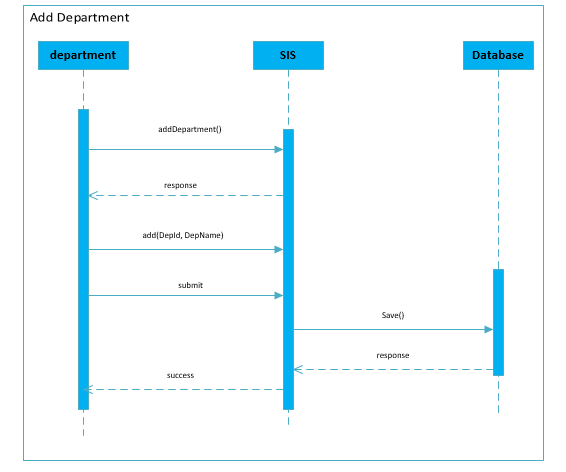 Add Department
department
SIS
Database
addDepartment()
response
add(DepId, DepName)
submit
Save()
response
success